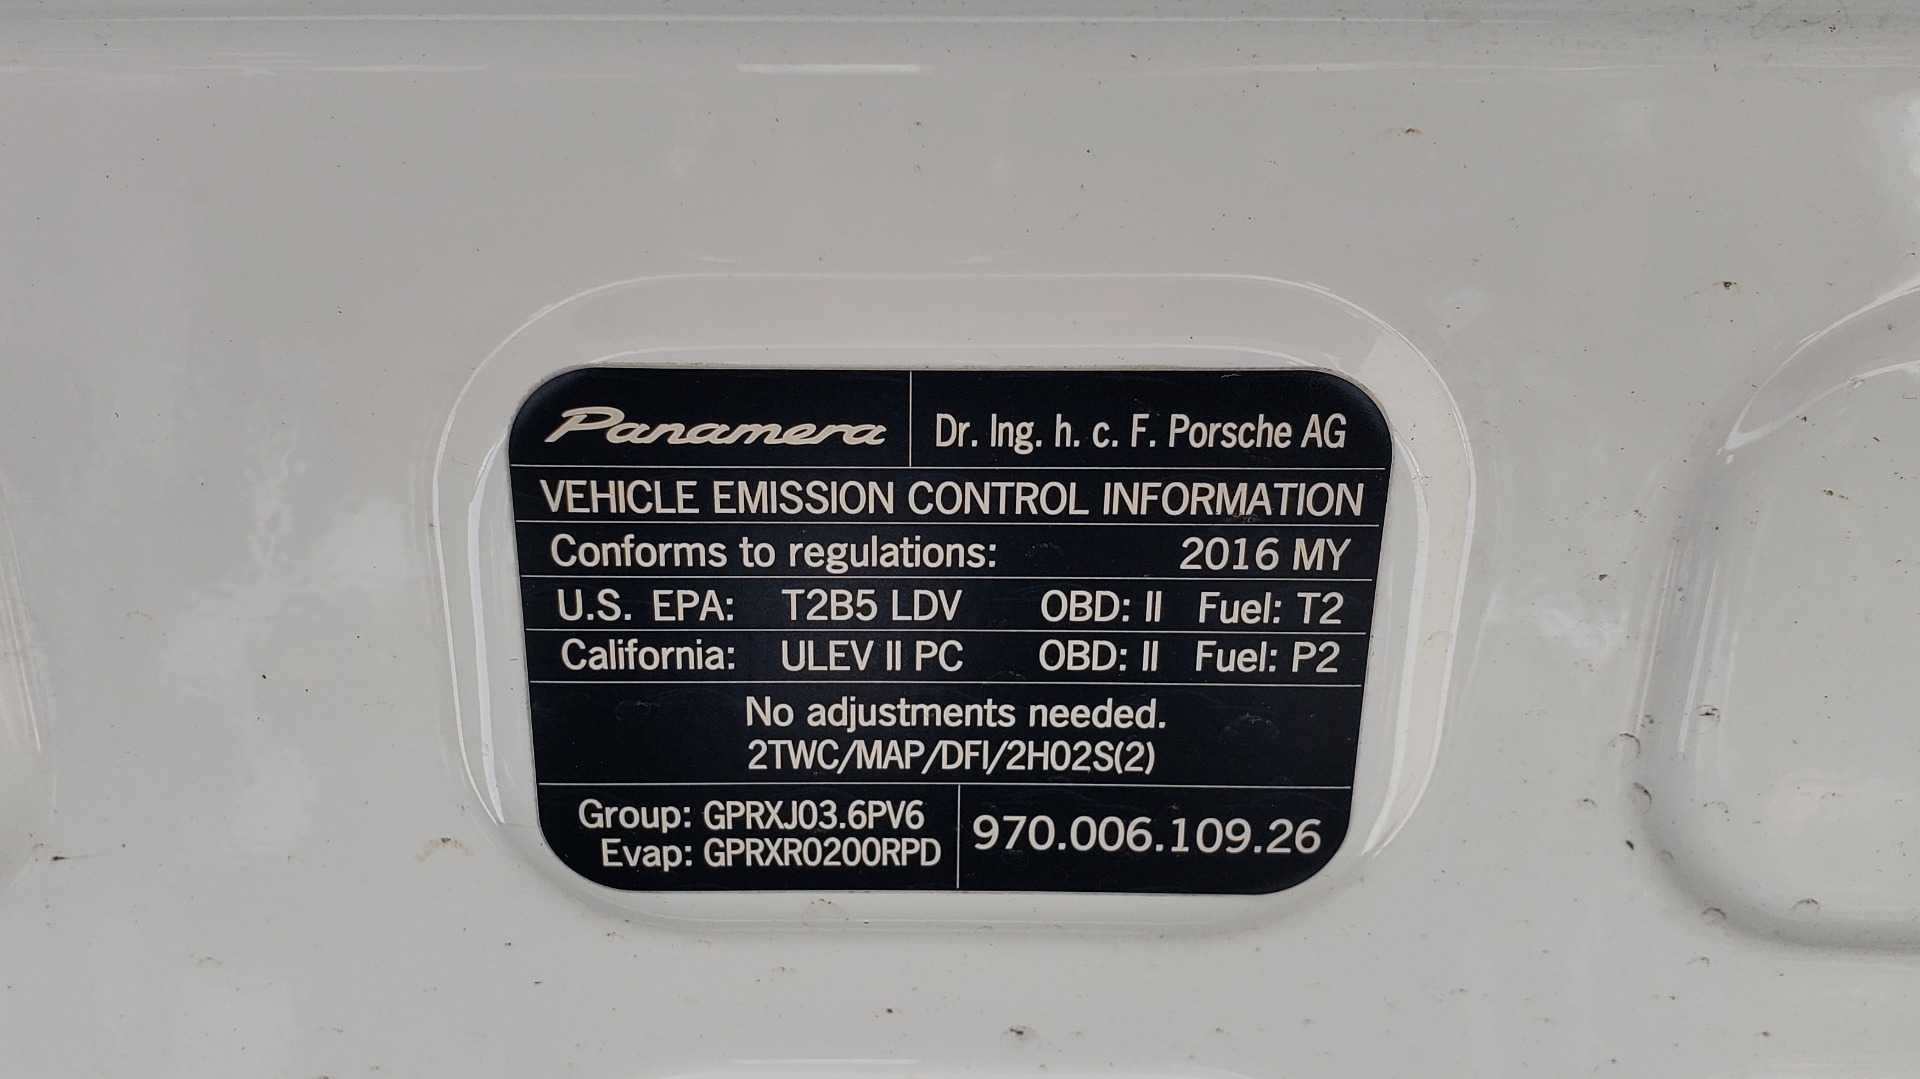 Panamera Dr. Ing. h. c. F. Porsche AG
VEHICLE EMISSION CONTROL INFORMATION
Conforms to regulations: 2016 MY
U.S. EPA: T2B5 LDV OBD: II Fuel: T2
California: ULEV II PC OBD: II Fuel: P2
No adjustments needed.
2TWC/MAP/DFI/2HO2S(2)
Group: GPRXJ03.6PV6
Evap: GPRXR0200RPD
970.006.109.26